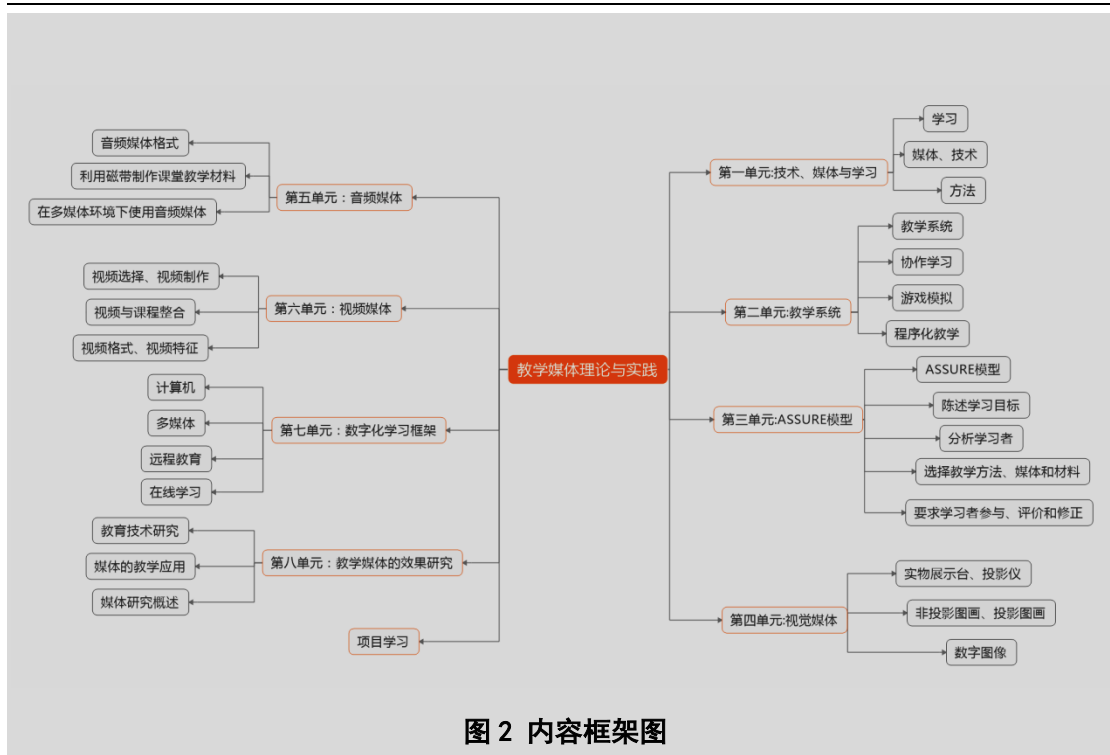 教学媒体理论与实践
第一单元:技术、媒体与学习
学习
媒体、技术
方法
第二单元:教学系统
教学系统
协作学习
游戏模拟
程序化教学
第三单元:ASSURE模型
ASSURE模型
陈述学习目标
分析学习者
选择教学方法、媒体和材料
要求学习者参与、评价和修正
第四单元:视觉媒体
实物展示台、投影仪
非投影图画、投影图画
数字图像
第五单元：音频媒体
音频媒体格式
利用磁带制作课堂教学材料
在多媒体环境下使用音频媒体
第六单元：视频媒体
视频选择、视频制作
视频与课程整合
视频格式、视频特征
第七单元：数字化学习框架
计算机
多媒体
远程教育
在线学习
第八单元：教学媒体的效果研究
教育技术研究
媒体的教学应用
媒体研究概述
项目学习
图 2 内容框架图